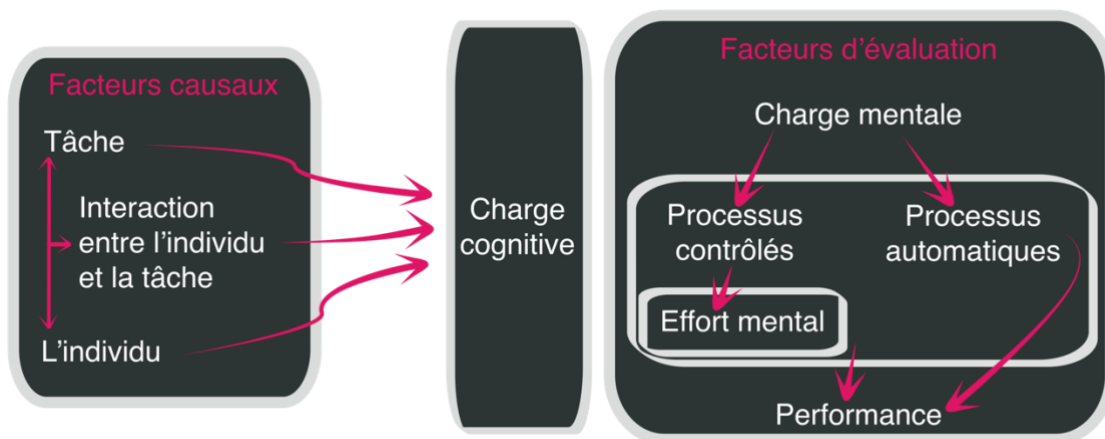 Facteurs causaux
Tâche
Interaction
entre l'individu
et la tâche
L'individu
Charge
cognitive
Facteurs d'évaluation
Charge mentale
Processus
contrôlés
Processus
automatiques
Effort mental
Performance